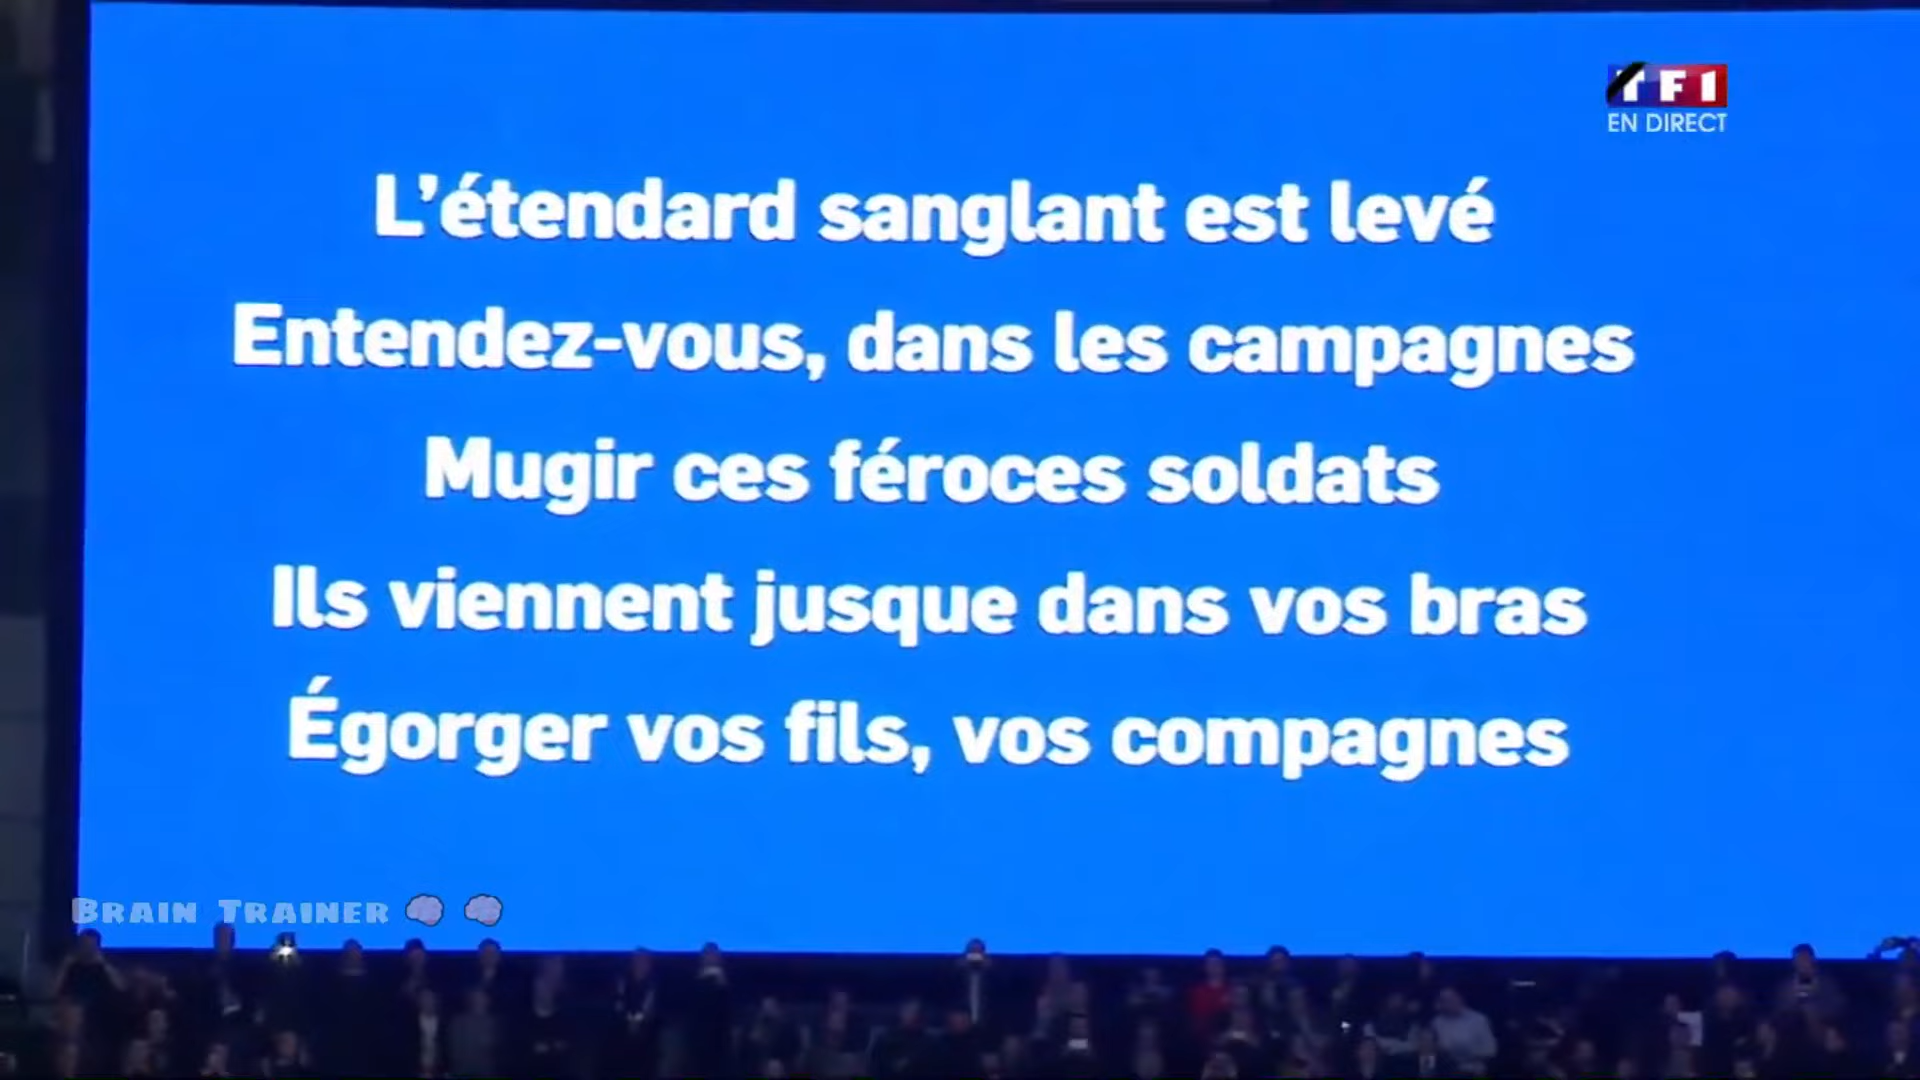 TF1
EN DIRECT
L’étendard sanglant est levé
Entendez-vous, dans les campagnes
Mugir ces féroces soldats
Ils viennent jusque dans vos bras
Égorger vos fils, vos compagnes
BRAIN TRAINER 🧠 🧠